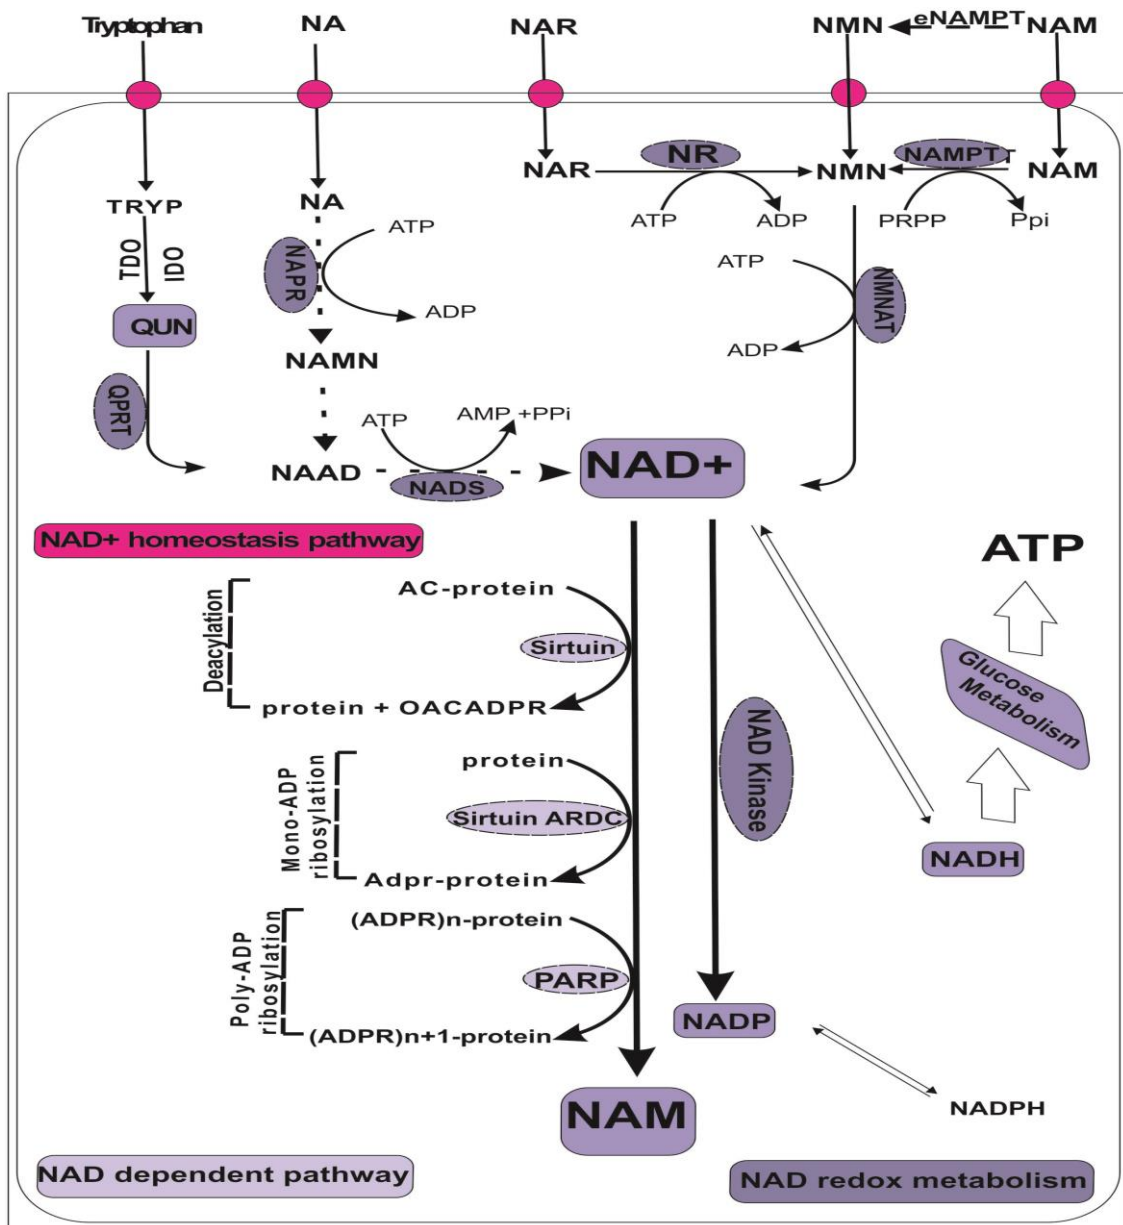 Tryptophan
NA
NAR
NMN
eNAMPT
NAM
NAR
NR
NMN
NAMPTT
NAM
ATP
ADP
PRPP
Ppi
TRYP
NA
TDO
IDO
NAPR
ATP
ADP
ATP
ADP
NMNAT
QUN
NAMN
QPRT
ATP
AMP +PPi
NAAD
NADS
NAD+
NAD+ homeostasis pathway
ATP
Deacylation
AC-protein
Sirtuin
protein + OACADPR
Glucose
Metabolism
NAD Kinase
Mono-ADP
ribosylation
protein
Sirtuin ARDC
Adpr-protein
NADH
Poly-ADP
ribosylation
(ADPR)n-protein
PARP
(ADPR)n+1-protein
NADP
NAM
NADPH
NAD dependent pathway
NAD redox metabolism